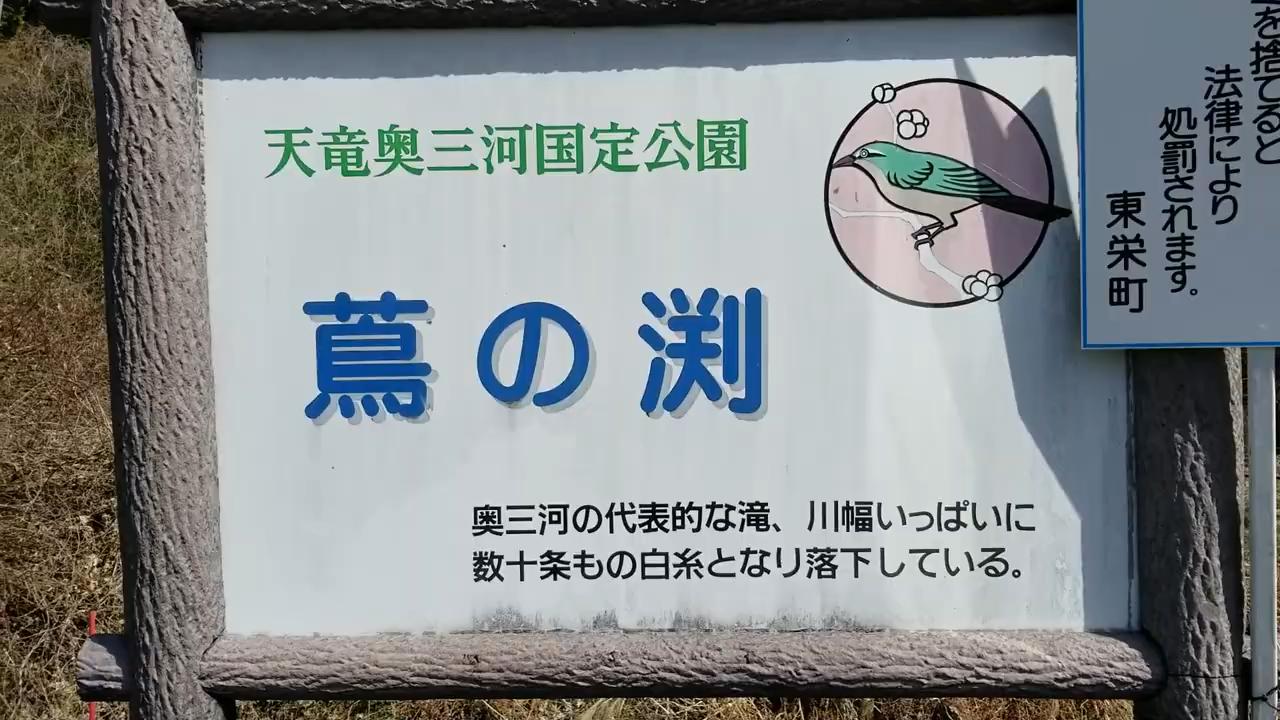 天竜奥三河国定公園
蔦の渕
奥三河の代表的な滝、川幅いっぱいに
数十条もの白糸となり落下している。
を捨てると
法律により
処罰されます。
東栄町